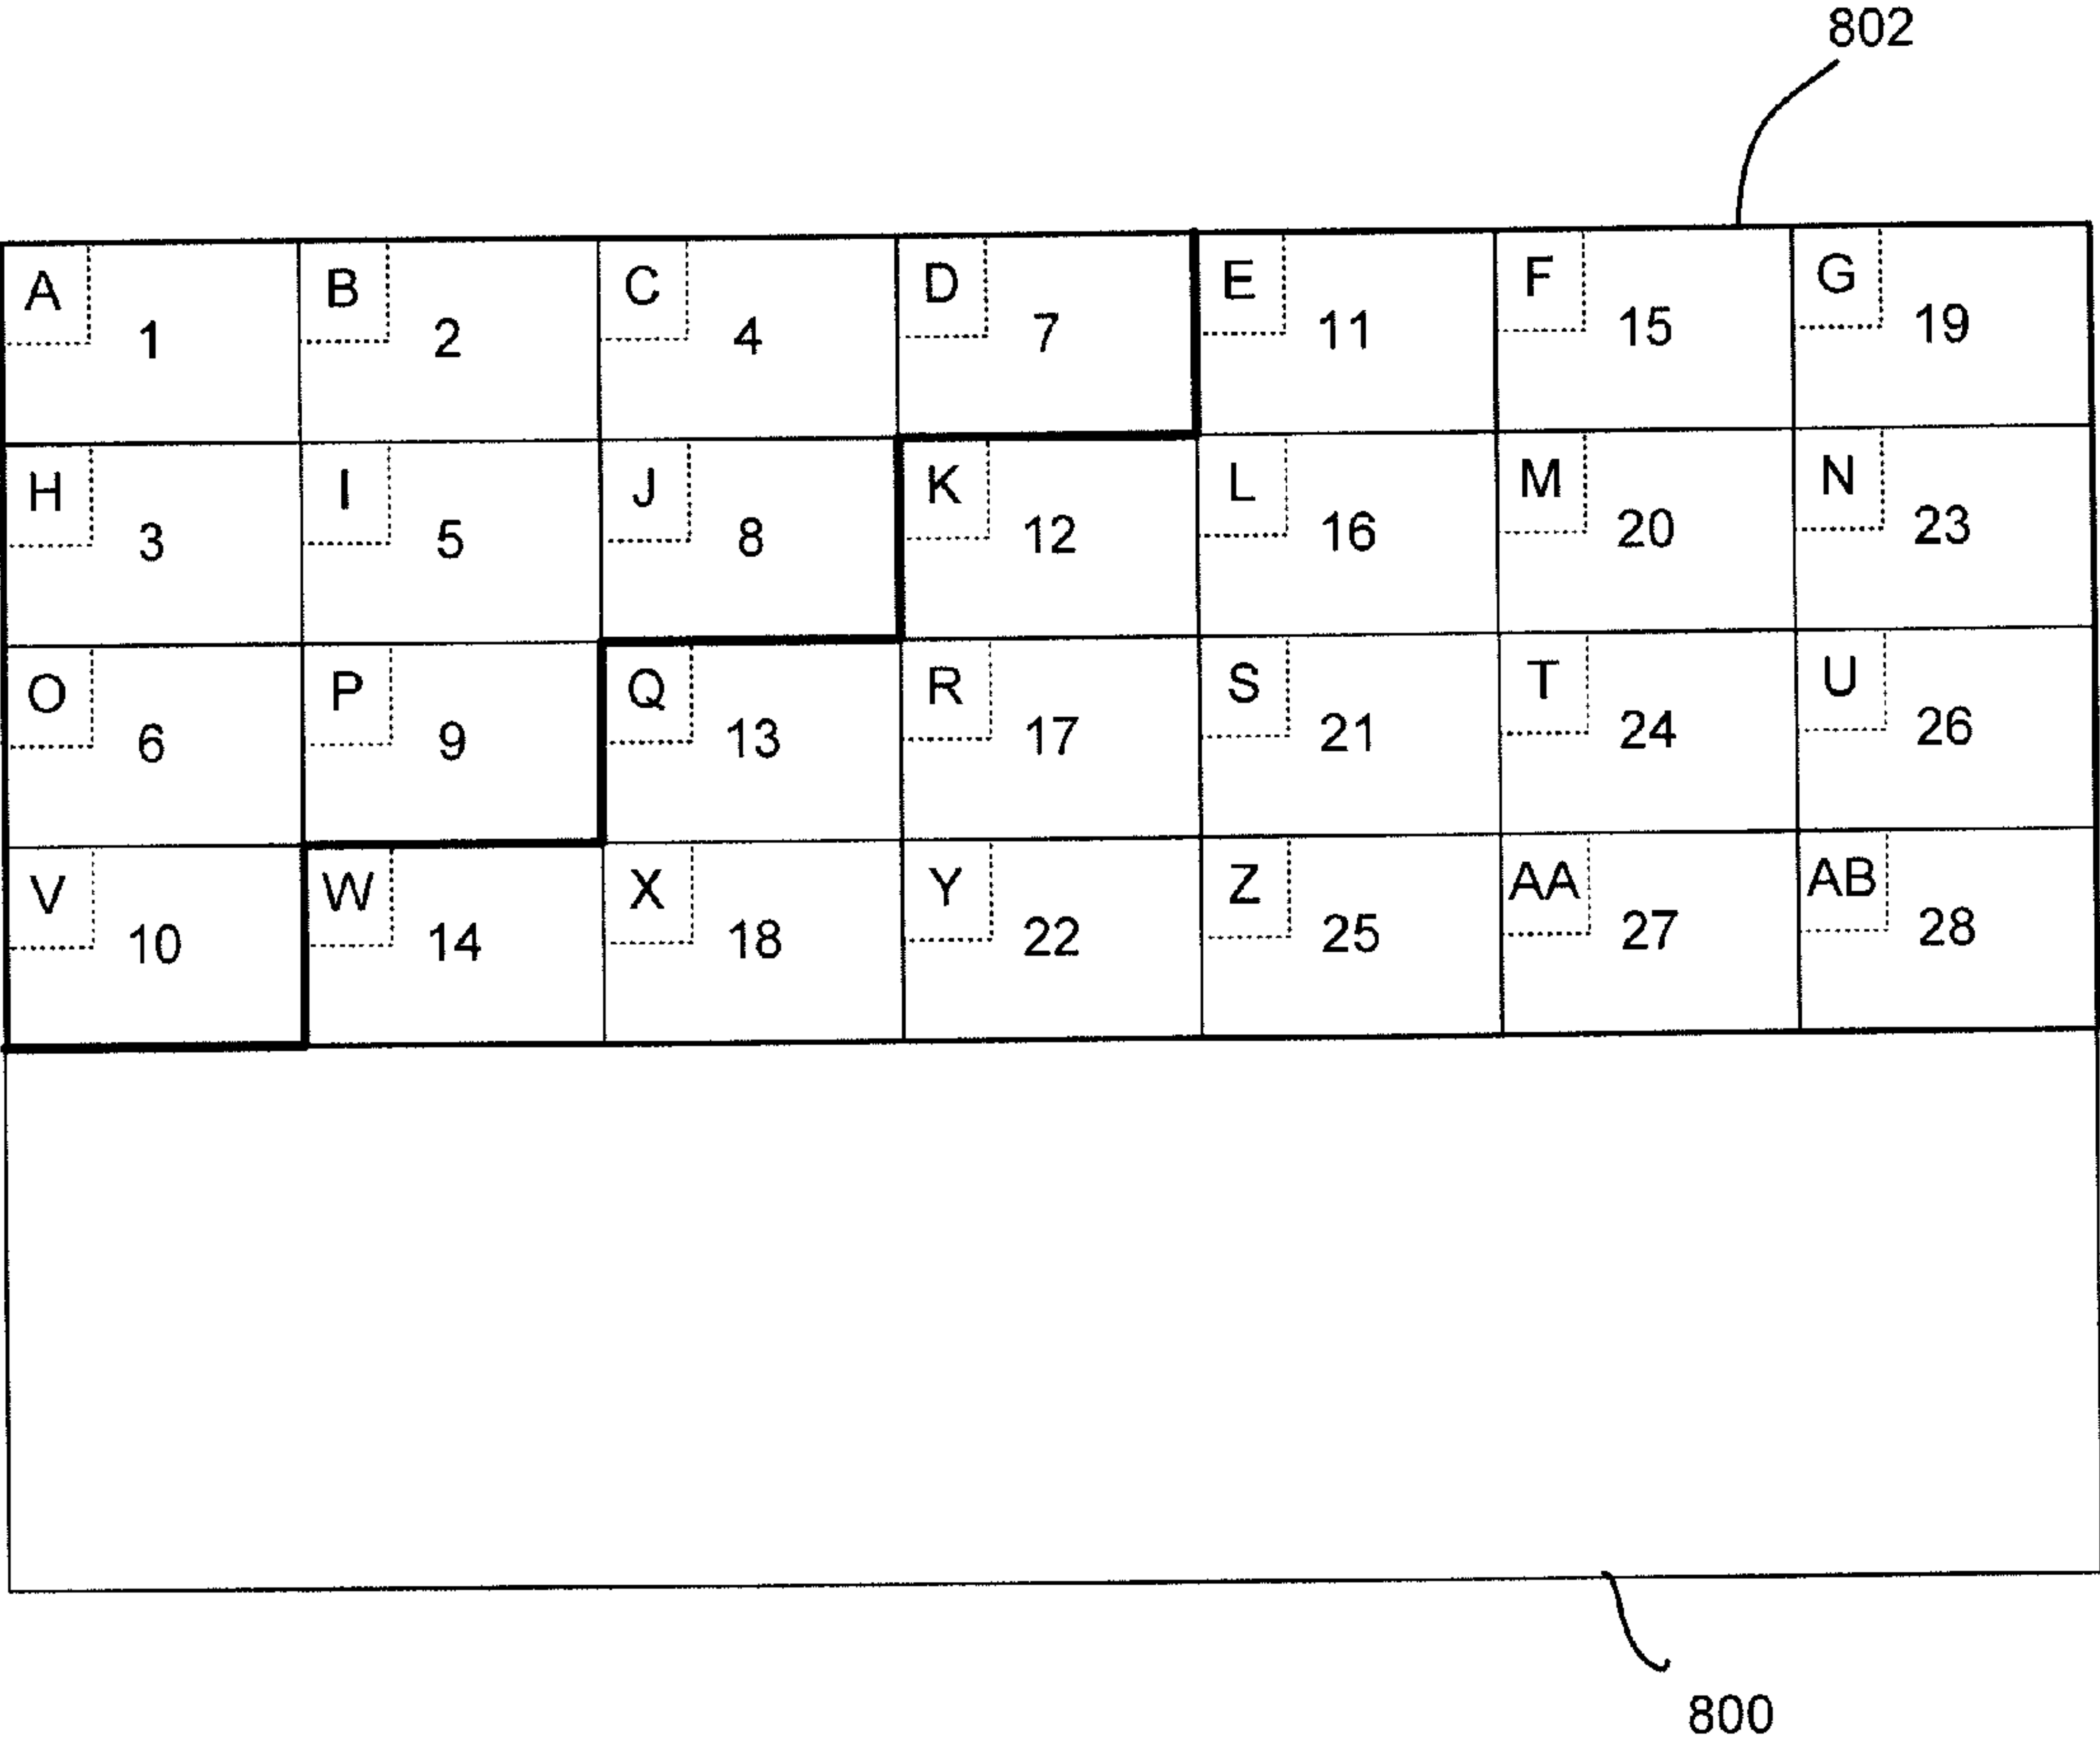 802
A B C D E F G
1 2 4 7 11 15 19
H I J K L M N
3 5 8 12 16 20 23
O P Q R S T U
6 9 13 17 21 24 26
V W X Y Z AA AB
10 14 18 22 25 27 28
800